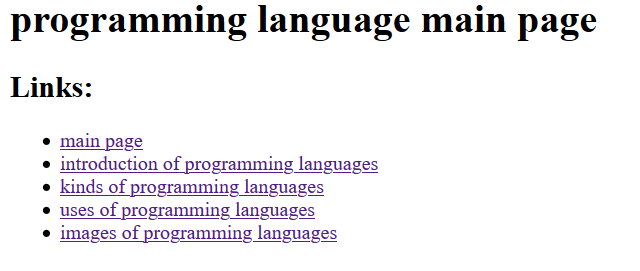 programming language main page
Links:
main page
introduction of programming languages
kinds of programming languages
uses of programming languages
images of programming languages